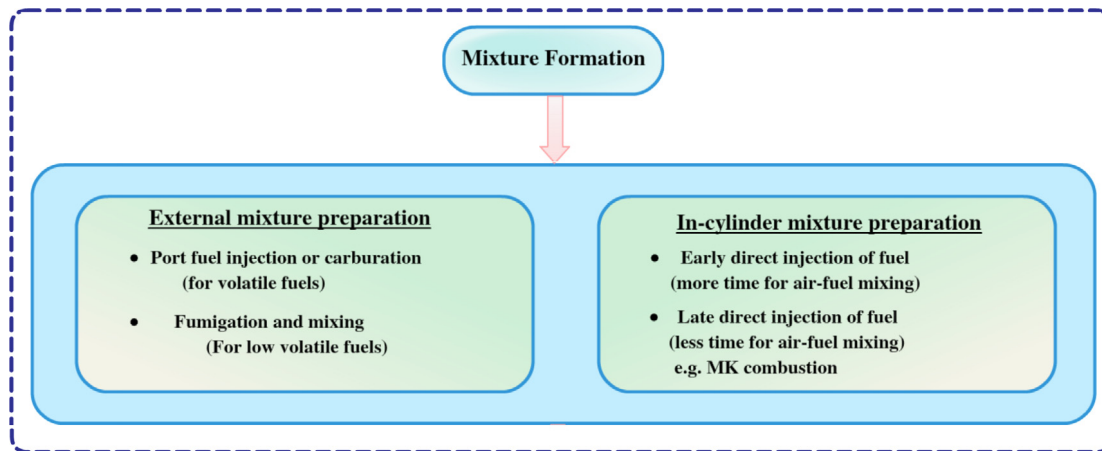 Mixture Formation
External mixture preparation
● Port fuel injection or carburation
(for volatile fuels)
● Fumigation and mixing
(For low volatile fuels)
In-cylinder mixture preparation
● Early direct injection of fuel
(more time for air-fuel mixing)
● Late direct injection of fuel
(less time for air-fuel mixing)
e.g. MK combustion